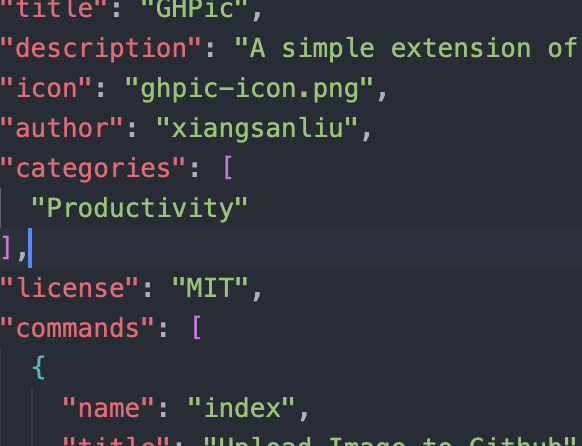 "title": "GHPic",
"description": "A simple extension of
"icon": "ghpic-icon.png",
"author": "xiangsanliu",
"categories": [
"Productivity"
],
"license": "MIT",
"commands": [
{
"name": "index",
"title": "Upload Image to Github"